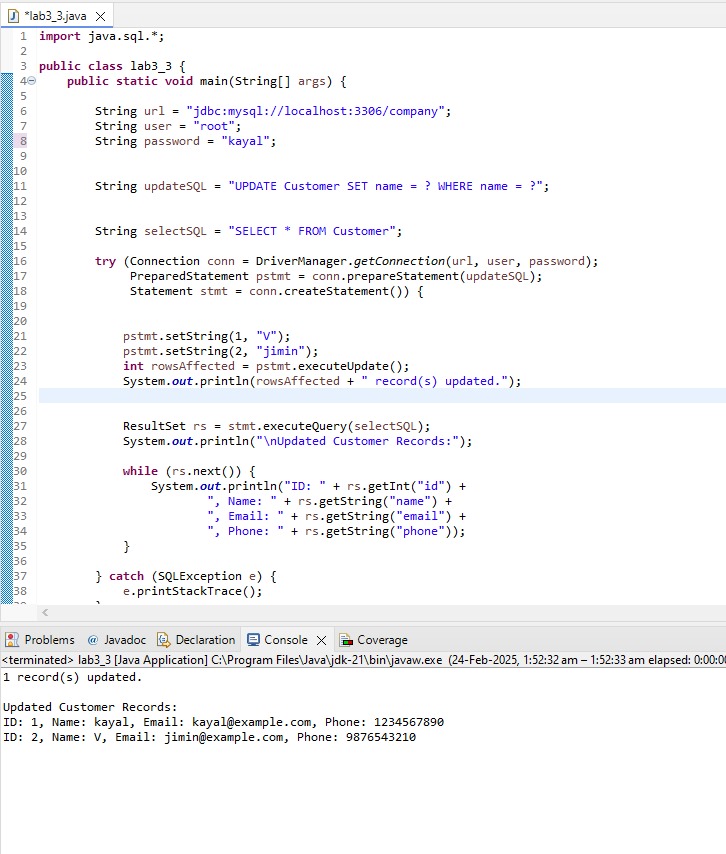 *lab3_3.java
1 import java.sql.*;
2
3 public class lab3_3 {
4 public static void main(String[] args) {
5
6 String url = "jdbc:mysql://localhost:3306/company";
7 String user = "root";
8 String password = "kayal";
9
10
11 String updateSQL = "UPDATE Customer SET name = ? WHERE name = ?";
12
13
14 String selectSQL = "SELECT * FROM Customer";
15
16 try (Connection conn = DriverManager.getConnection(url, user, password);
17 PreparedStatement pstmt = conn.prepareStatement(updateSQL);
18 Statement stmt = conn.createStatement()) {
19
20
21 pstmt.setString(1, "V");
22 pstmt.setString(2, "jimin");
23 int rowsAffected = pstmt.executeUpdate();
24 System.out.println(rowsAffected + " record(s) updated.");
25
26
27 ResultSet rs = stmt.executeQuery(selectSQL);
28 System.out.println("\nUpdated Customer Records:");
29
30 while (rs.next()) {
31 System.out.println("ID: " + rs.getInt("id") +
32 ", Name: " + rs.getString("name") +
33 ", Email: " + rs.getString("email") +
34 ", Phone: " + rs.getString("phone"));
35 }
36
37 } catch (SQLException e) {
38 e.printStackTrace();
Problems @ Javadoc Declaration Console Coverage
<terminated> lab3_3 [Java Application] C:\Program Files\Java\jdk-21\bin\javaw.exe (24-Feb-2025, 1:52:32 am – 1:52:33 am elapsed: 0:00:00
1 record(s) updated.

Updated Customer Records:
ID: 1, Name: kayal, Email: kayal@example.com, Phone: 1234567890
ID: 2, Name: V, Email: jimin@example.com, Phone: 9876543210